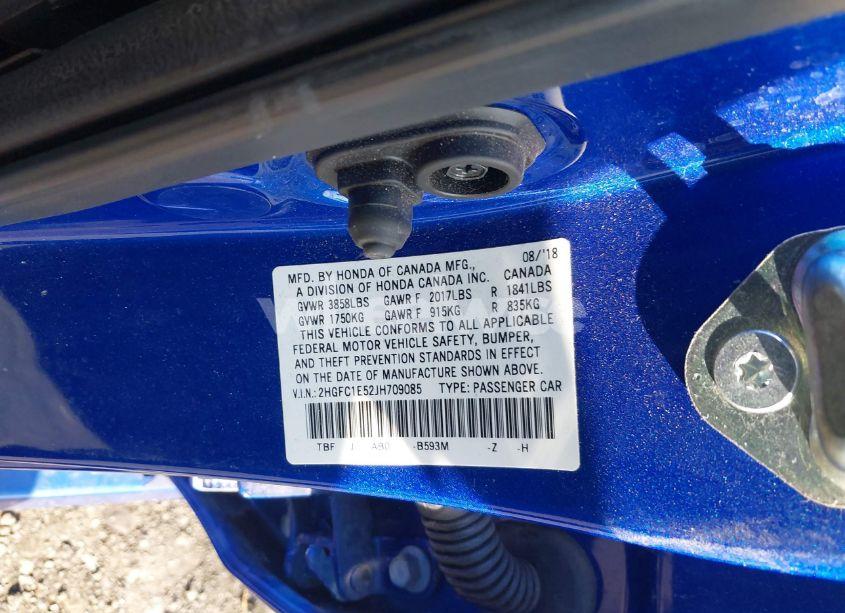 MFD. BY HONDA OF CANADA MFG., 08/'18
A DIVISION OF HONDA CANADA INC. CANADA
GVWR 3858LBS GAWR F 2017LBS R 1841LBS
GVWR 1750KG GAWR F 915KG R 835KG
THIS VEHICLE CONFORMS TO ALL APPLICABLE
FEDERAL MOTOR VEHICLE SAFETY, BUMPER,
AND THEFT PREVENTION STANDARDS IN EFFECT
ON THE DATE OF MANUFACTURE SHOWN ABOVE.
V.I.N.: 2HGFC1E52JH709085 TYPE: PASSENGER CAR
TBF -B593M -Z -H